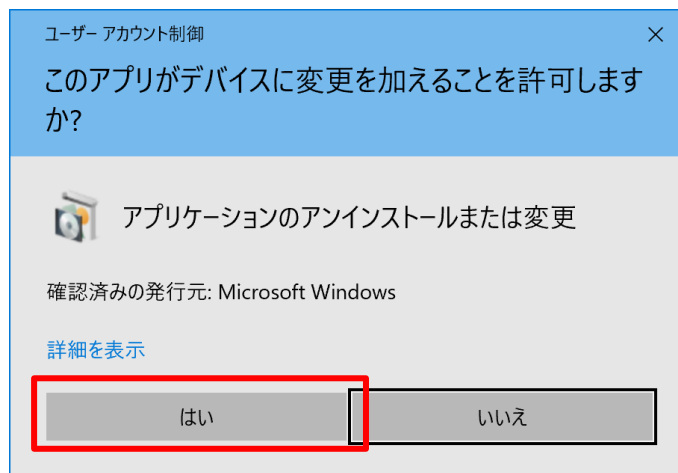 ユーザー アカウント制御
このアプリがデバイスに変更を加えることを許可します
か?
アプリケーションのアンインストールまたは変更
確認済みの発行元: Microsoft Windows
詳細を表示
はい
いいえ